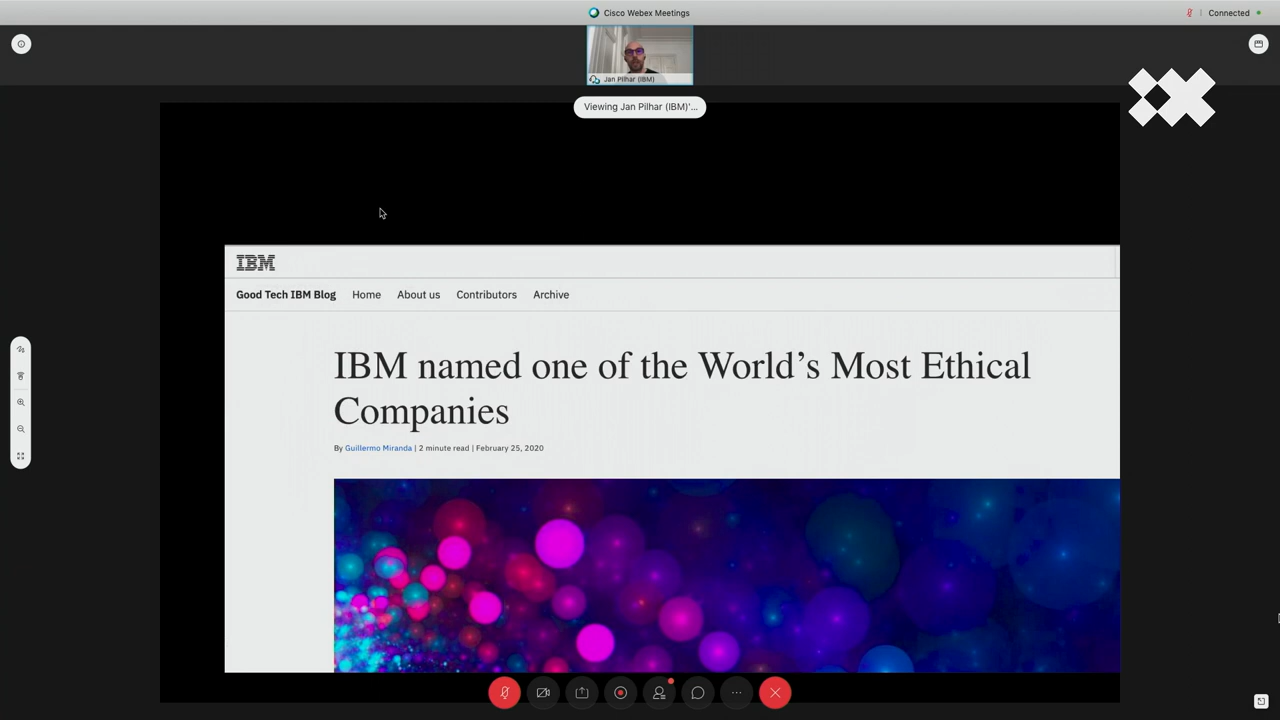 Cisco Webex Meetings
Connected
Jan Pilhar (IBM)
Viewing Jan Pilhar (IBM)'...
IBM
Good Tech IBM Blog Home About us Contributors Archive
IBM named one of the World’s Most Ethical
Companies
By Guillermo Miranda | 2 minute read | February 25, 2020